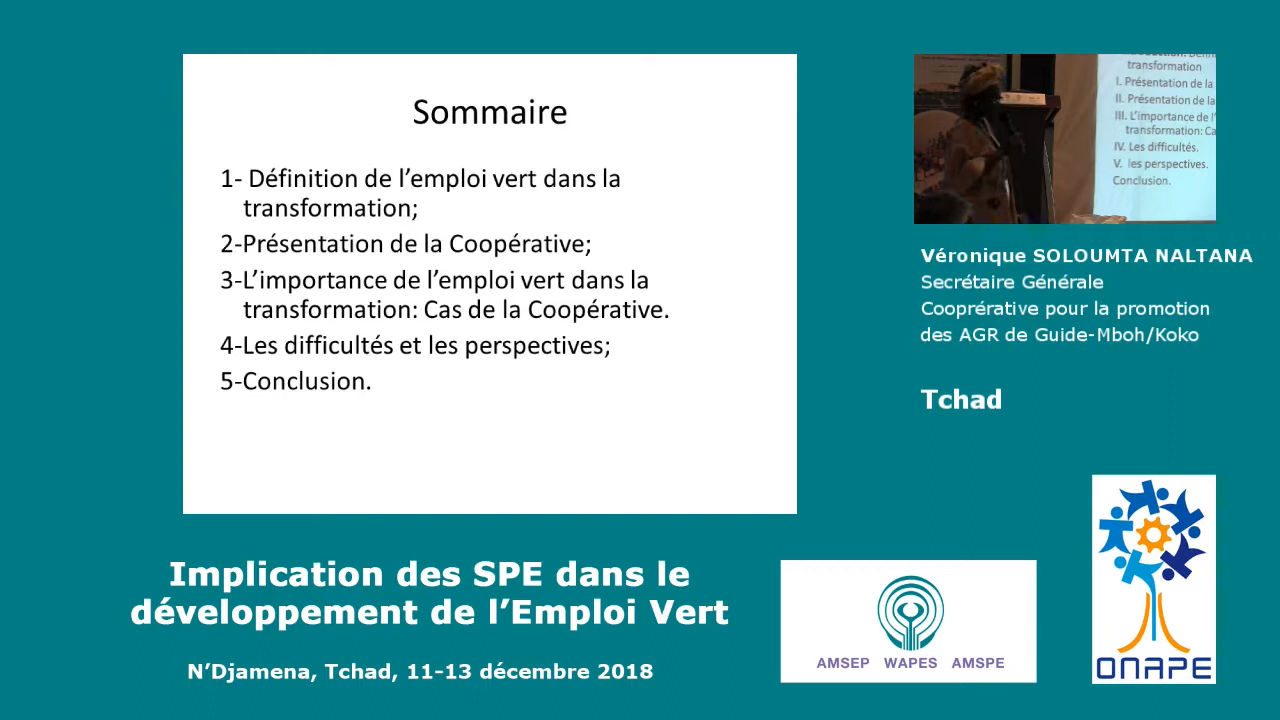 Sommaire
1- Définition de l’emploi vert dans la
transformation;
2-Présentation de la Coopérative;
3-L’importance de l’emploi vert dans la
transformation: Cas de la Coopérative.
4-Les difficultés et les perspectives;
5-Conclusion.
transformation
I. Présentation de la
II. Présentation de la
III. L’importance de l’
transformation: Ca
IV. Les difficultés.
V. les perspectives.
Conclusion.
Véronique SOLOUMTA NALTANA
Secrétaire Générale
Cooprérative pour la promotion
des AGR de Guide-Mboh/Koko
Tchad
Implication des SPE dans le
développement de l’Emploi Vert
N’Djamena, Tchad, 11-13 décembre 2018
AMSEP WAPES AMSPE
ONAPE